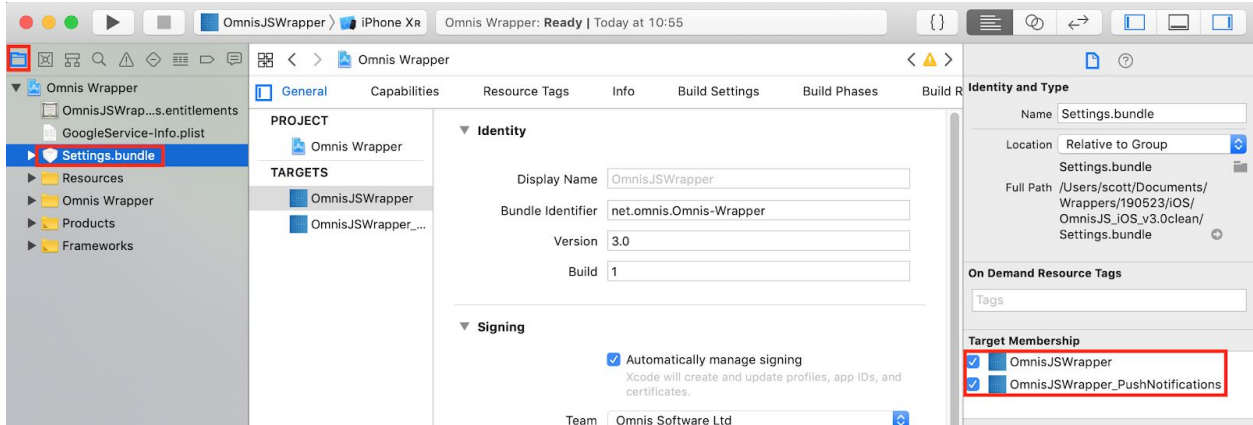 OmnisJSWrapper
iPhone XR
Omnis Wrapper: Ready | Today at 10:55
Omnis Wrapper
OmnisJSWrap...s.entitlements
GoogleService-Info.plist
Settings.bundle
Resources
Omnis Wrapper
Products
Frameworks
Omnis Wrapper
General
Capabilities
Resource Tags
Info
Build Settings
Build Phases
Build R
PROJECT
Omnis Wrapper
TARGETS
OmnisJSWrapper
OmnisJSWrapper_...
Identity
Display Name OmnisJSWrapper
Bundle Identifier net.omnis.Omnis-Wrapper
Version 3.0
Build 1
Signing
Automatically manage signing
Xcode will create and update profiles, app IDs, and
certificates.
Team Omnis Software Ltd
Identity and Type
Name Settings.bundle
Location Relative to Group
Settings.bundle
Full Path /Users/scott/Documents/
Wrappers/190523/iOS/
OmnisJS_iOS_v3.0clean/
Settings.bundle
On Demand Resource Tags
Tags
Target Membership
OmnisJSWrapper
OmnisJSWrapper_PushNotifications